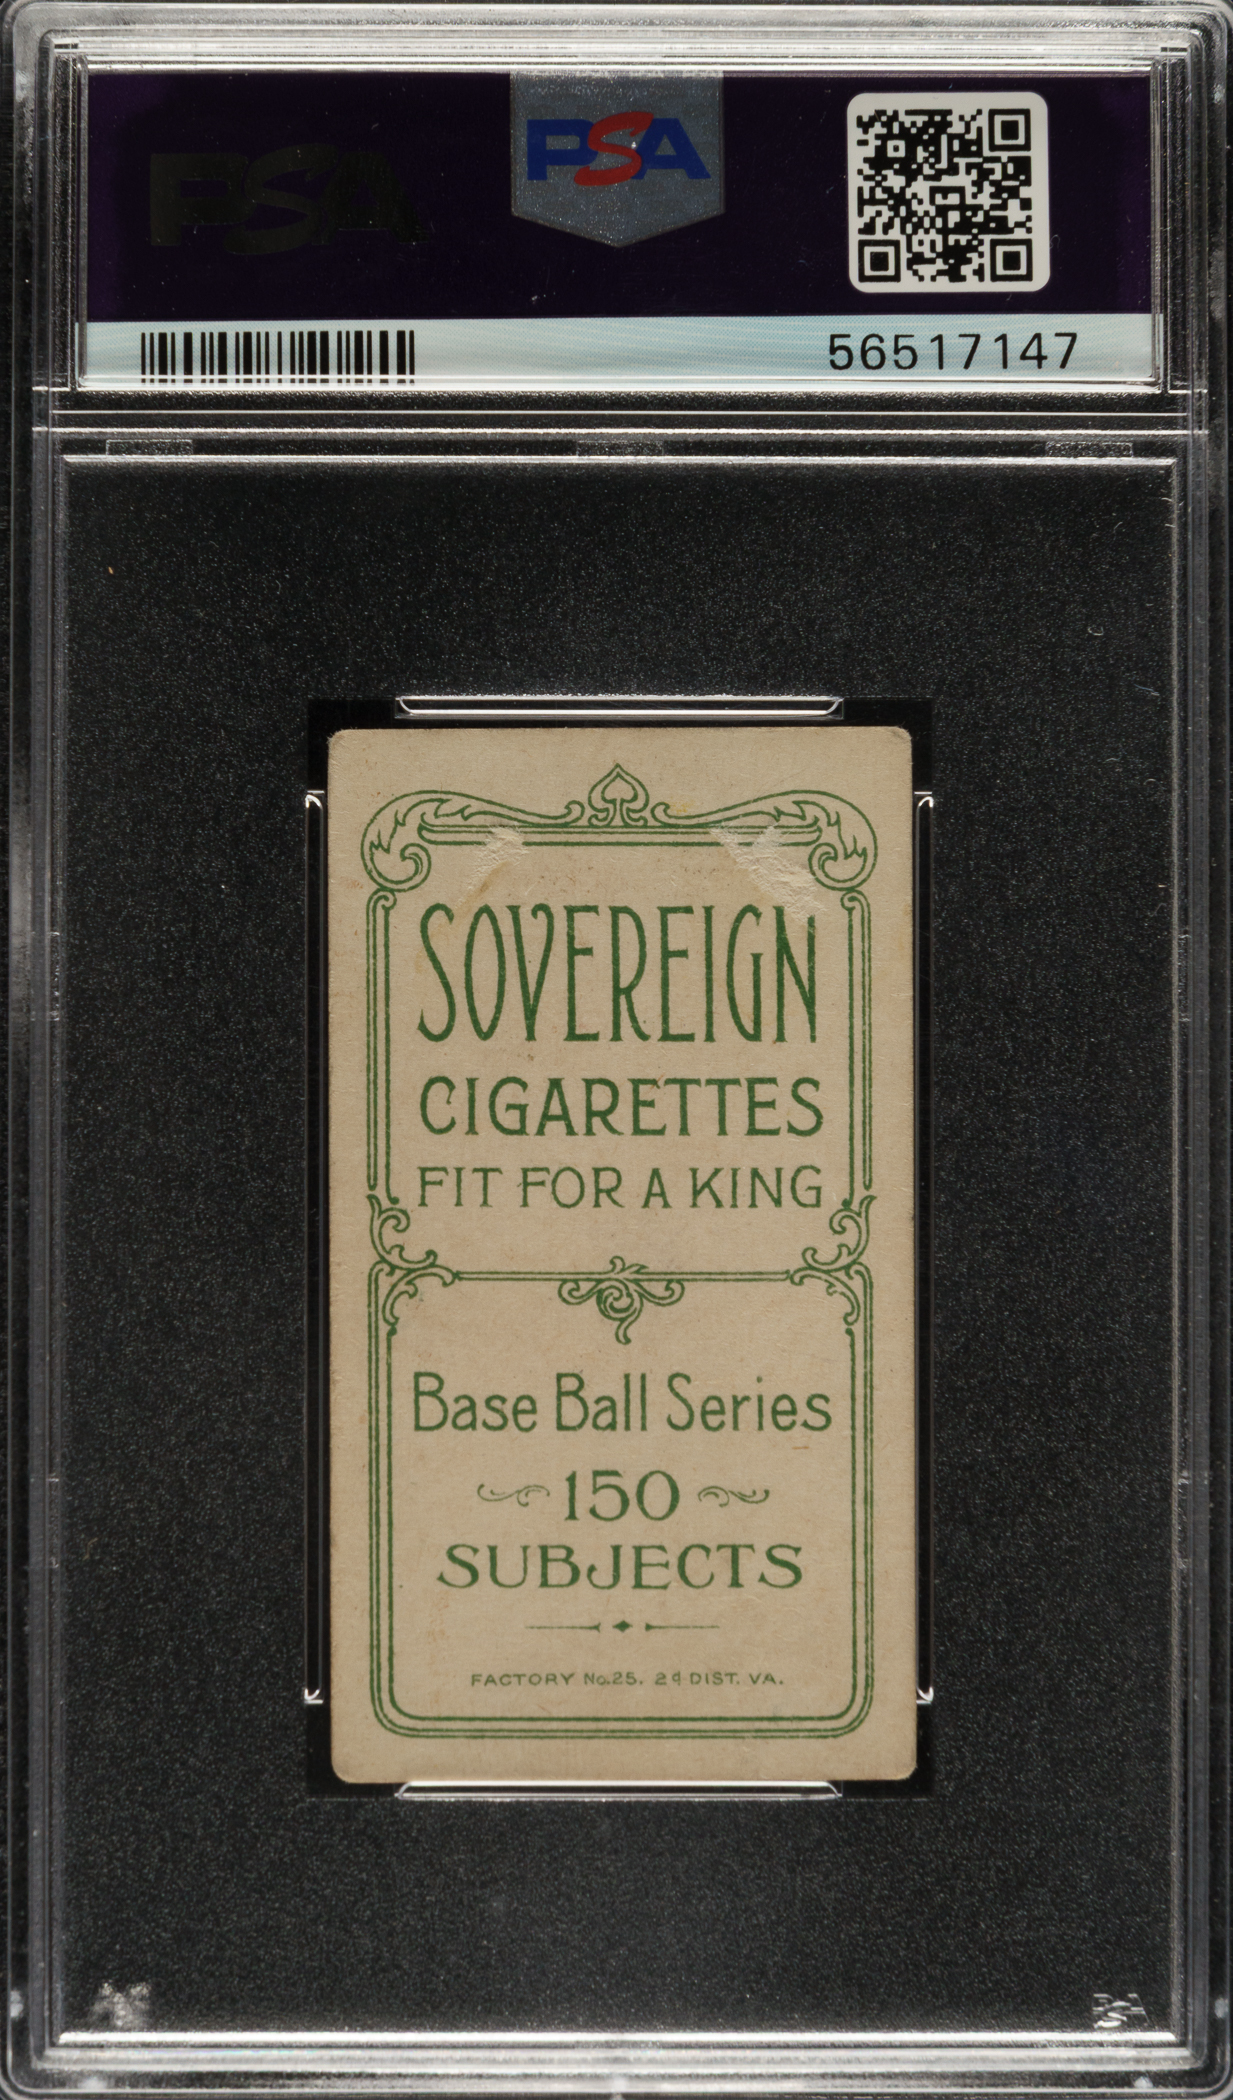 PSA
PSA
56517147
SOVEREIGN
CIGARETTES
FIT FOR A KING
Base Ball Series
150
SUBJECTS
FACTORY No. 25. 2d DIST. VA.
PSA